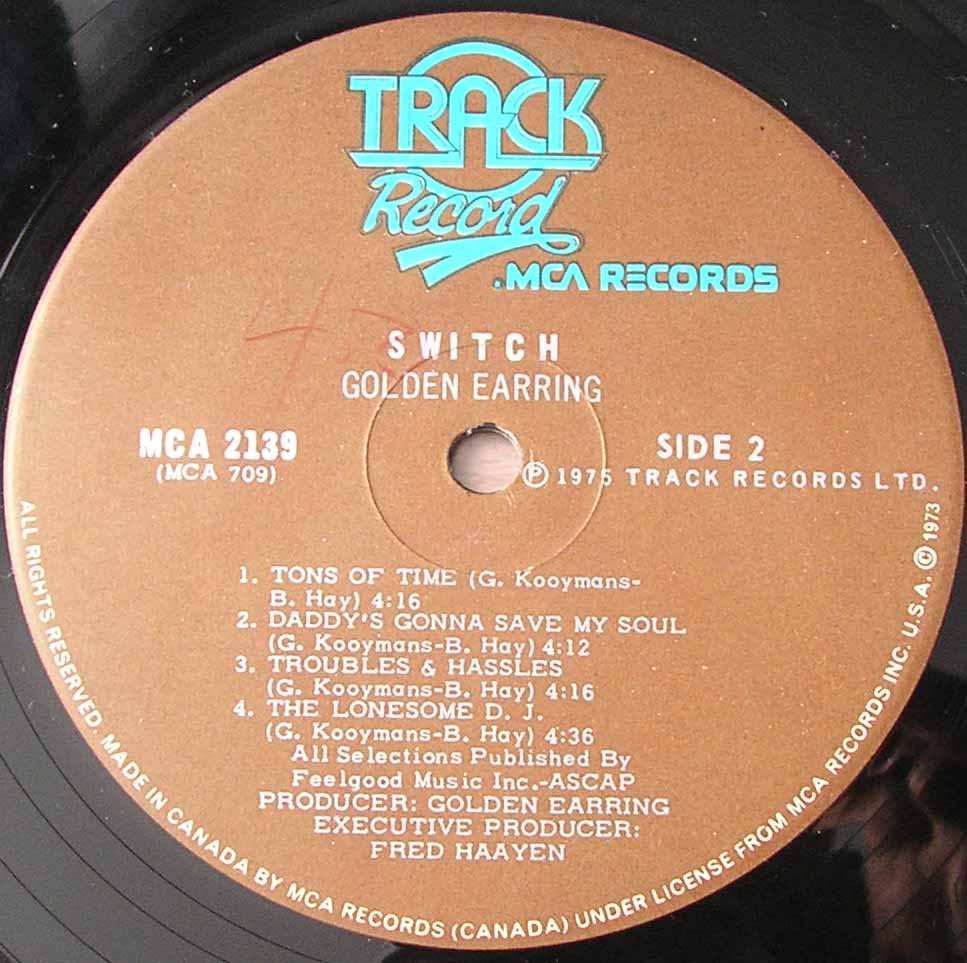 TRACK
Record
.MCA RECORDS
SWITCH
GOLDEN EARRING
MCA 2139
(MCA 709)
SIDE 2
Ⓟ 1975 TRACK RECORDS LTD.
1. TONS OF TIME (G. Kooymans-
B. Hay) 4:16
2. DADDY'S GONNA SAVE MY SOUL
(G. Kooymans-B. Hay) 4:12
3. TROUBLES & HASSLES
(G. Kooymans-B. Hay) 4:16
4. THE LONESOME D. J.
(G. Kooymans-B. Hay) 4:36
All Selections Published By
Feelgood Music Inc.-ASCAP
PRODUCER: GOLDEN EARRING
EXECUTIVE PRODUCER:
FRED HAAYEN
ALL RIGHTS RESERVED. MADE IN CANADA BY MCA RECORDS (CANADA) UNDER LICENSE FROM MCA RECORDS INC. U.S.A. © 1973